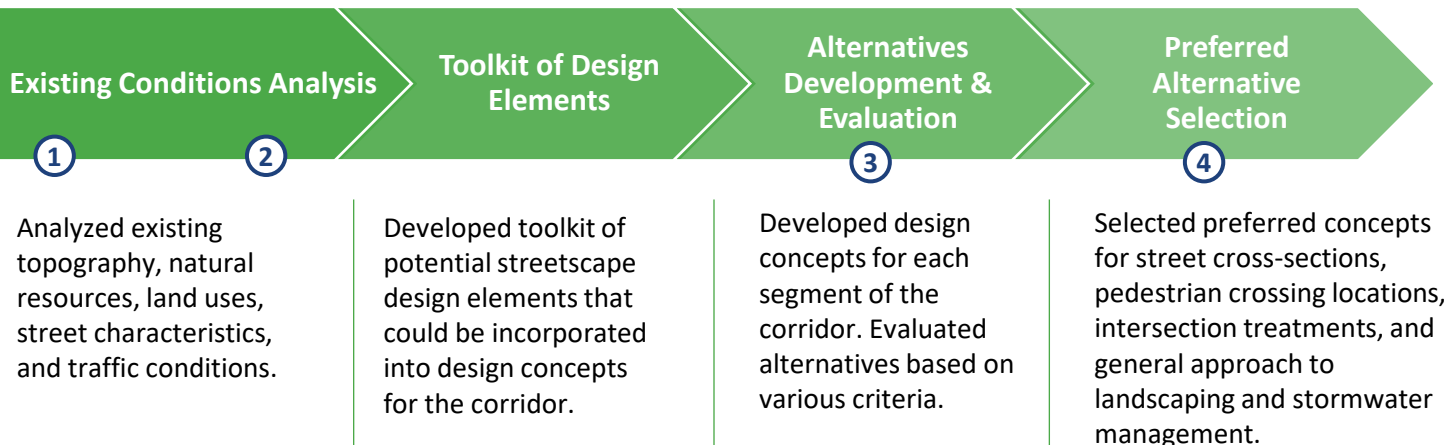 Existing Conditions Analysis
1
2
Toolkit of Design
Elements
Alternatives
Development &
Evaluation
3
Preferred
Alternative
Selection
4
Analyzed existing
topography, natural
resources, land uses,
street characteristics,
and traffic conditions.
Developed toolkit of
potential streetscape
design elements that
could be incorporated
into design concepts
for the corridor.
Developed design
concepts for each
segment of the
corridor. Evaluated
alternatives based on
various criteria.
Selected preferred concepts
for street cross-sections,
pedestrian crossing locations,
intersection treatments, and
general approach to
landscaping and stormwater
management.